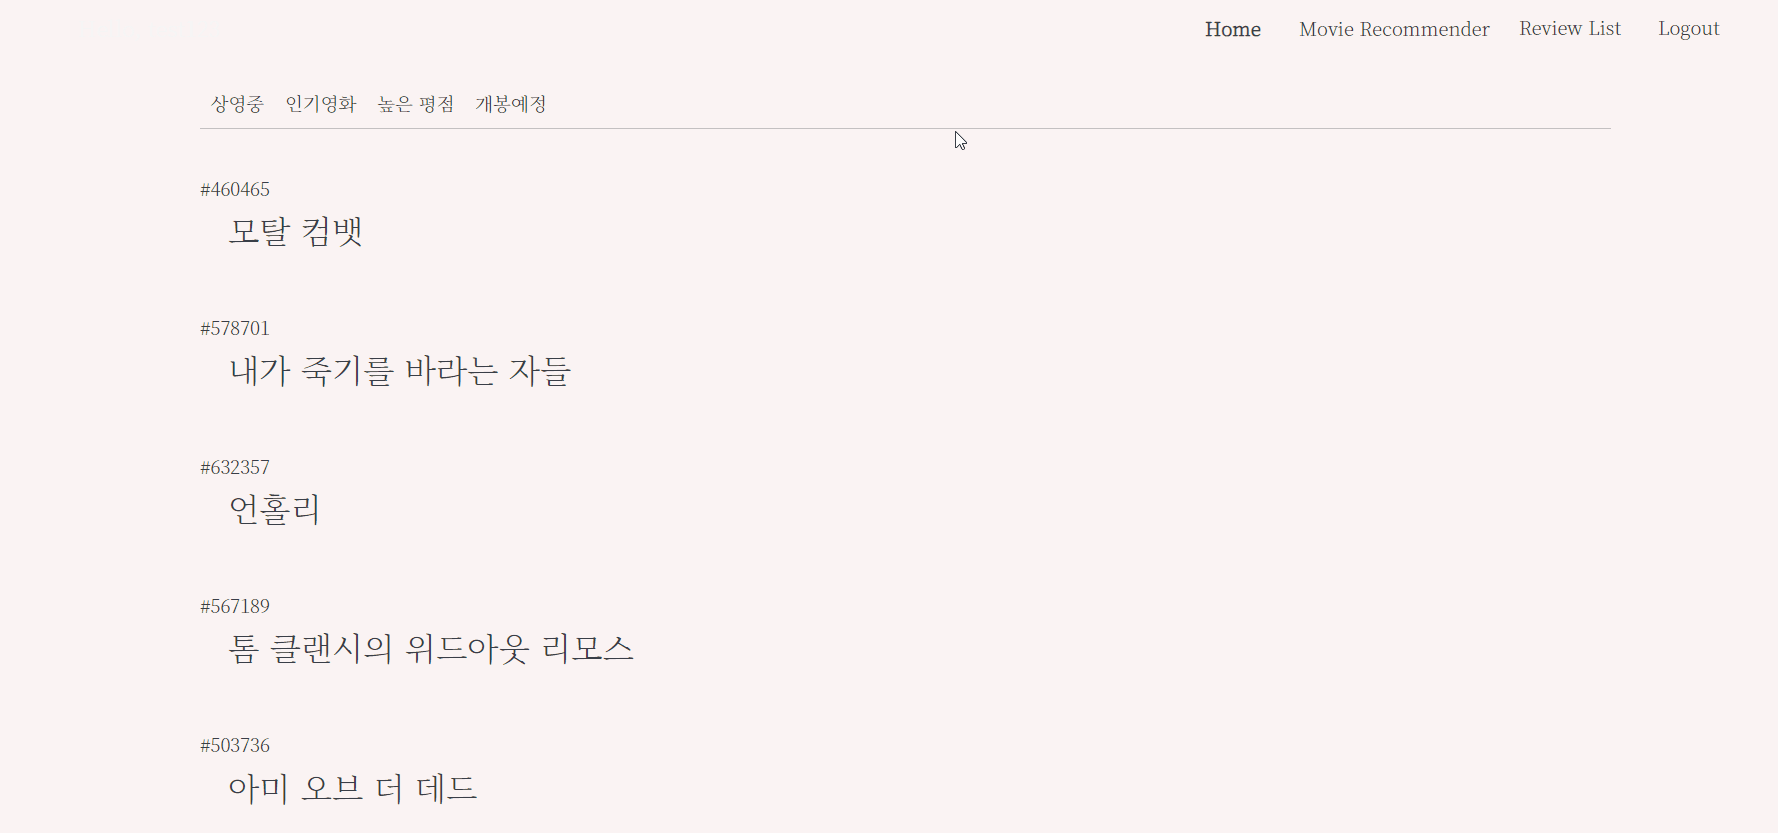 Home Movie Recommender Review List Logout
상영중 인기영화 높은 평점 개봉예정
#460465
모탈 컴뱃
#578701
내가 죽기를 바라는 자들
#632357
언홀리
#567189
톰 클랜시의 위드아웃 리모스
#503736
아미 오브 더 데드